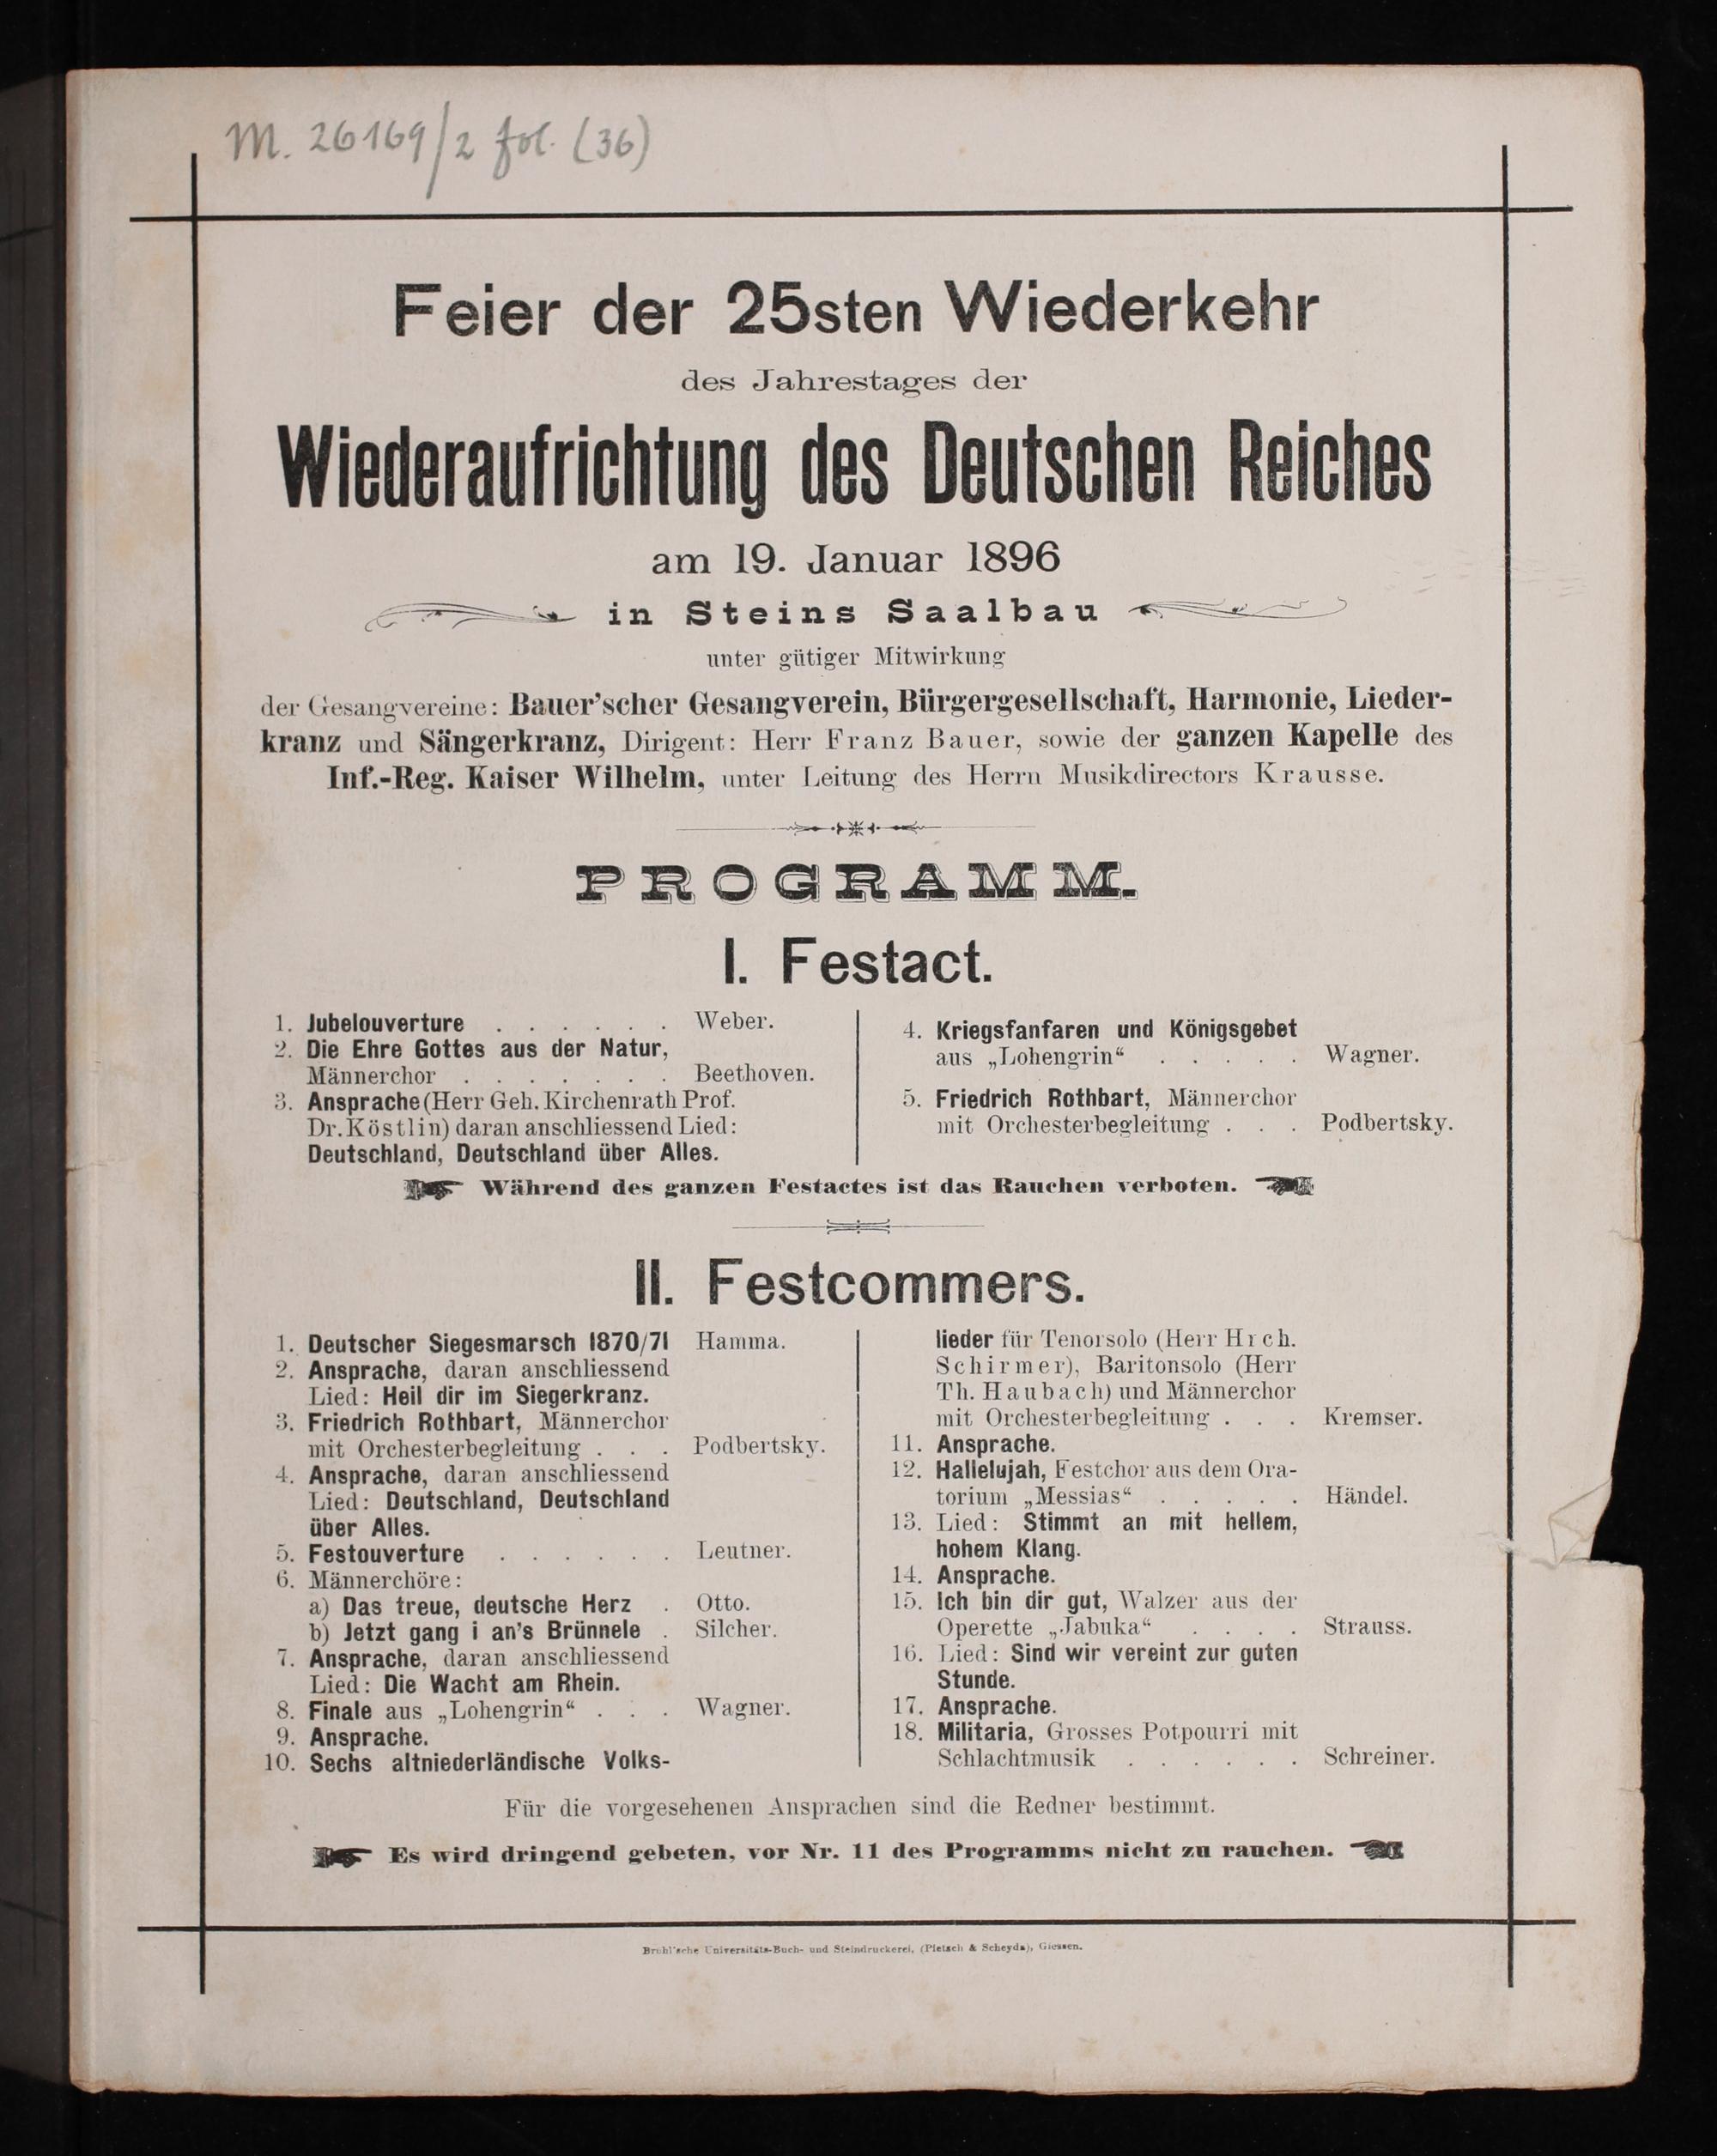 M. 26169/2 fol. (36)
Feier der 25sten Wiederkehr
des Jahrestages der
Wiederaufrichtung des Deutschen Reiches
am 19. Januar 1896
in Steins Saalbau
unter gütiger Mitwirkung
der Gesangvereine: Bauer'scher Gesangverein, Bürgergesellschaft, Harmonie, Lieder-
kranz und Sängerkranz, Dirigent: Herr Franz Bauer, sowie der ganzen Kapelle des
Inf.-Reg. Kaiser Wilhelm, unter Leitung des Herrn Musikdirectors Krausse.
PROGRAMM.
I. Festact.
1. Jubelouverture . . . . . . Weber.
2. Die Ehre Gottes aus der Natur,
Männerchor . . . . . . . Beethoven.
3. Ansprache (Herr Geh. Kirchenrath Prof.
Dr. Köstlin) daran anschliessend Lied:
Deutschland, Deutschland über Alles.
4. Kriegsfanfaren und Königsgebet
aus „Lohengrin“ . . . . . Wagner.
5. Friedrich Rothbart, Männerchor
mit Orchesterbegleitung . . . Podbertsky.
Während des ganzen Festactes ist das Rauchen verboten.
II. Festcommers.
1. Deutscher Siegesmarsch 1870/71 Hamma.
2. Ansprache, daran anschliessend
Lied: Heil dir im Siegerkranz.
3. Friedrich Rothbart, Männerchor
mit Orchesterbegleitung . . . Podbertsky.
4. Ansprache, daran anschliessend
Lied: Deutschland, Deutschland
über Alles.
5. Festouverture . . . . . . Leutner.
6. Männerchöre:
a) Das treue, deutsche Herz . Otto.
b) Jetzt gang i an's Brünnele . Silcher.
7. Ansprache, daran anschliessend
Lied: Die Wacht am Rhein.
8. Finale aus „Lohengrin“ . . . Wagner.
9. Ansprache.
10. Sechs altniederländische Volks-
lieder für Tenorsolo (Herr Hrch.
Schirmer), Baritonsolo (Herr
Th. Haubach) und Männerchor
mit Orchesterbegleitung . . . Kremser.
11. Ansprache.
12. Hallelujah, Festchor aus dem Ora-
torium „Messias“ . . . . . Händel.
13. Lied: Stimmt an mit hellem,
hohem Klang.
14. Ansprache.
15. Ich bin dir gut, Walzer aus der
Operette „Jabuka“ . . . . Strauss.
16. Lied: Sind wir vereint zur guten
Stunde.
17. Ansprache.
18. Militaria, Grosses Potpourri mit
Schlachtmusik . . . . . . Schreiner.
Für die vorgesehenen Ansprachen sind die Redner bestimmt.
Es wird dringend gebeten, vor Nr. 11 des Programms nicht zu rauchen.
Brühl'sche Universitäts-Buch- und Steindruckerei, (Pietsch & Scheyda), Giessen.